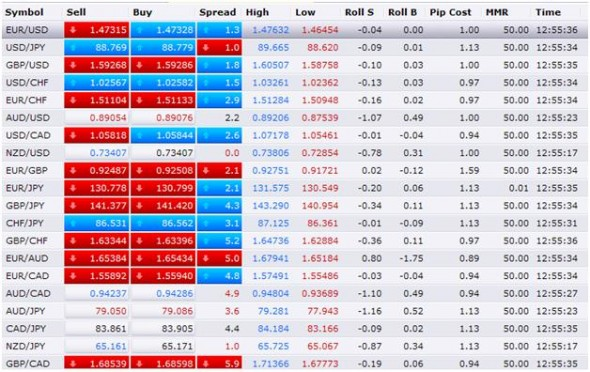 Symbol Sell Buy Spread High Low Roll S Roll B Pip Cost MMR Time
EUR/USD 1.47315 1.47328 1.3 1.47632 1.46454 -0.04 0.00 1.00 50.00 12:55:36
USD/JPY 88.769 88.779 1.0 89.665 88.620 -0.09 0.01 1.13 50.00 12:55:34
GBP/USD 1.59268 1.59286 1.8 1.60507 1.58758 -0.10 0.03 1.00 50.00 12:55:35
USD/CHF 1.02567 1.02582 1.5 1.03261 1.02362 -0.13 0.03 0.97 50.00 12:55:34
EUR/CHF 1.51104 1.51133 2.9 1.51284 1.50948 -0.16 0.02 0.97 50.00 12:55:34
AUD/USD 0.89054 0.89076 2.2 0.89206 0.87539 -1.07 0.49 1.00 50.00 12:55:23
USD/CAD 1.05818 1.05844 2.6 1.07178 1.05461 -0.01 -0.04 0.94 50.00 12:55:35
NZD/USD 0.73407 0.73407 0.0 0.73806 0.72854 -0.78 0.31 1.00 50.00 12:55:17
EUR/GBP 0.92487 0.92508 2.1 0.92751 0.91721 0.02 -0.12 1.59 50.00 12:55:34
EUR/JPY 130.778 130.799 2.1 131.575 130.549 -0.20 0.06 1.13 0.01 12:55:35
GBP/JPY 141.377 141.420 4.3 143.290 140.954 -0.34 0.11 1.13 50.00 12:55:34
CHF/JPY 86.531 86.562 3.1 87.125 86.361 -0.01 -0.09 1.13 50.00 12:55:31
GBP/CHF 1.63344 1.63396 5.2 1.64736 1.62884 -0.36 0.11 0.97 50.00 12:55:36
EUR/AUD 1.65384 1.65434 5.0 1.67941 1.65184 0.80 -1.75 0.89 50.00 12:55:34
EUR/CAD 1.55892 1.55940 4.8 1.57491 1.55486 -0.03 -0.04 0.94 50.00 12:55:34
AUD/CAD 0.94237 0.94286 4.9 0.94804 0.93689 -1.10 0.49 0.94 50.00 12:55:27
AUD/JPY 79.050 79.086 3.6 79.281 77.943 -1.16 0.52 1.13 50.00 12:55:23
CAD/JPY 83.861 83.905 4.4 84.184 83.166 -0.09 0.02 1.13 50.00 12:55:35
NZD/JPY 65.161 65.171 1.0 65.725 65.067 -0.87 0.34 1.13 50.00 12:55:17
GBP/CAD 1.68539 1.68598 5.9 1.71366 1.67773 -0.19 0.06 0.94 50.00 12:55:35